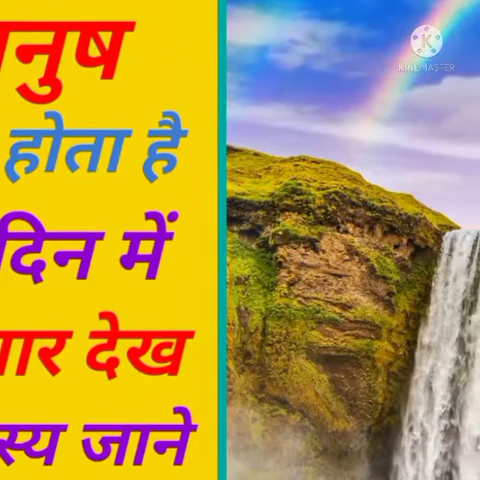 नुष
होता है
दिन में
ार देख
स्य जाने
KINEMASTER